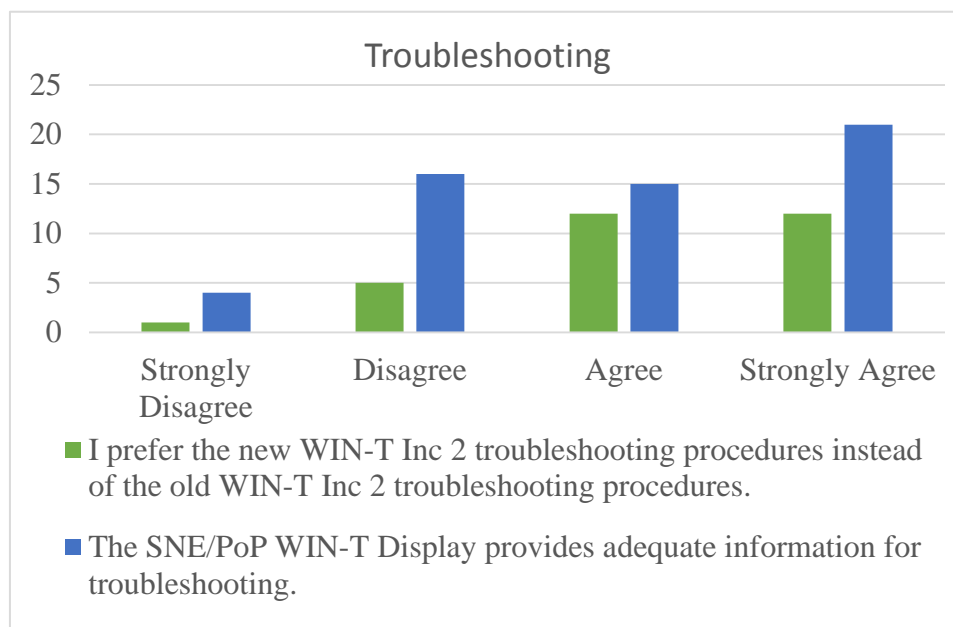 Troubleshooting
25
20
15
10
5
0
Strongly
Disagree
Disagree
Agree
Strongly Agree
I prefer the new WIN-T Inc 2 troubleshooting procedures instead
of the old WIN-T Inc 2 troubleshooting procedures.
The SNE/PoP WIN-T Display provides adequate information for
troubleshooting.